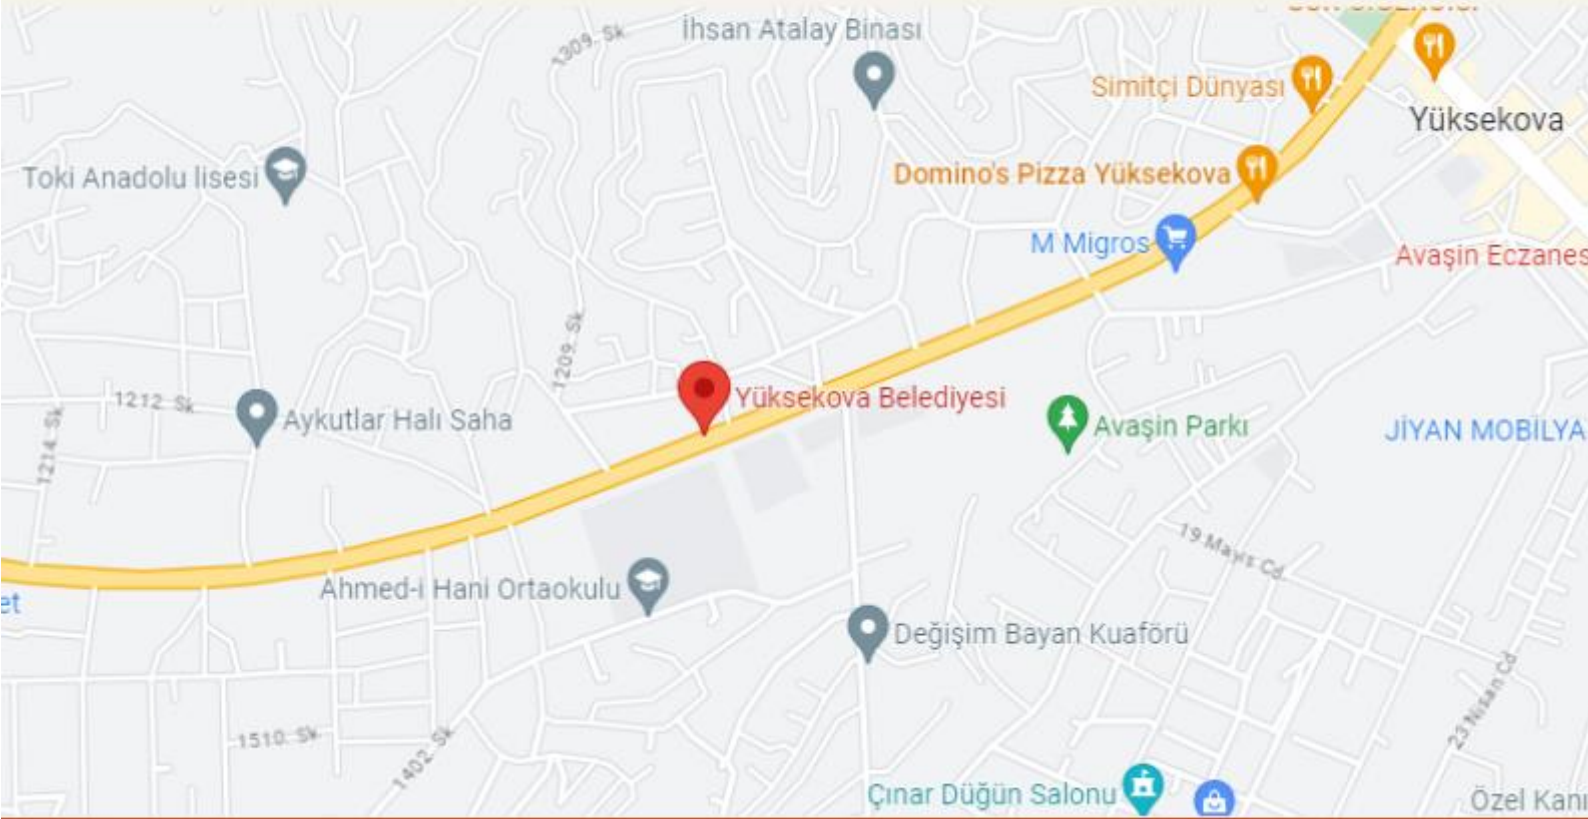 İhsan Atalay Binası
1309. Sk
Simitçi Dünyası
Yüksekova
Toki Anadolu lisesi
Domino's Pizza Yüksekova
M Migros
Avaşin Eczanes
1209. Sk
1212 Sk
Yüksekova Belediyesi
Aykutlar Halı Saha
Avaşin Parkı
JİYAN MOBİLYA
1214. Sk
19 Mayıs Cd
Ahmed-i Hani Ortaokulu
et
Değişim Bayan Kuaförü
23 Nisan Cd
1510. Sk
1402. Sk
Çınar Düğün Salonu
Özel Kanı